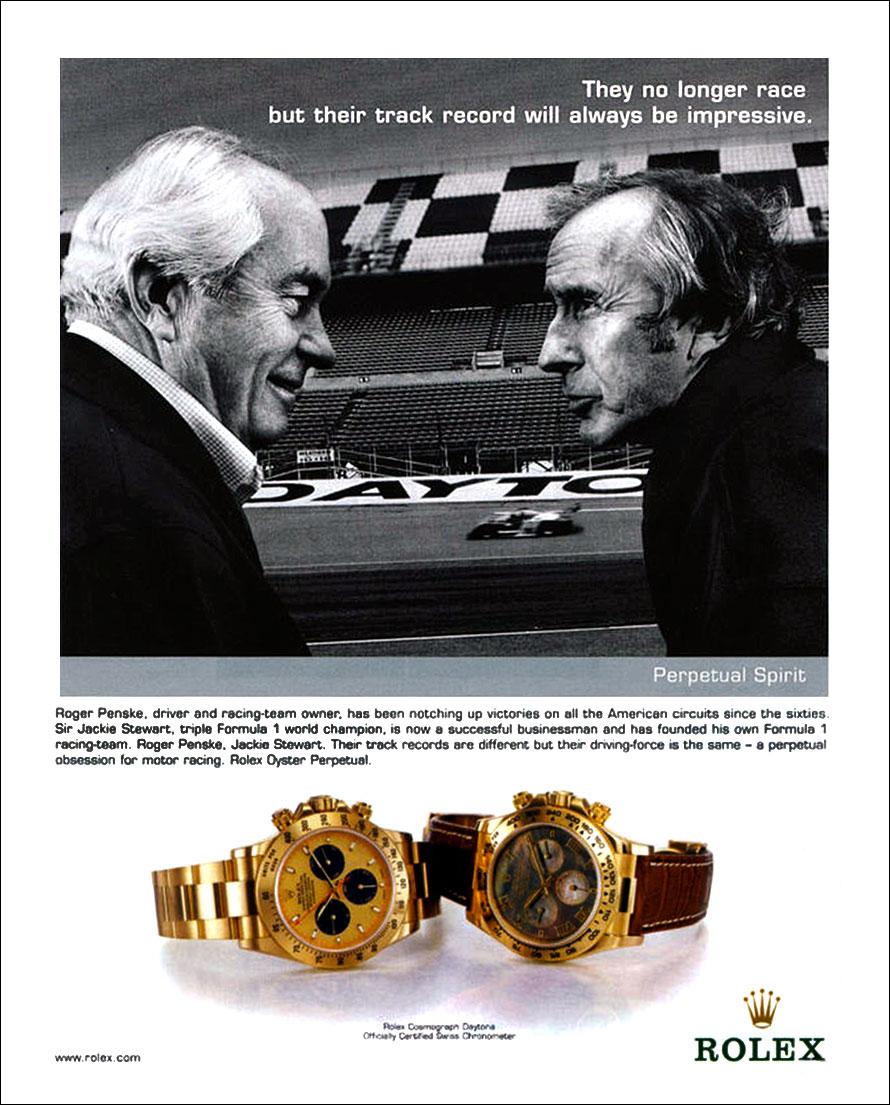 They no longer race
but their track record will always be impressive.
DAYTO
Perpetual Spirit
Roger Penske, driver and racing-team owner, has been notching up victories on all the American circuits since the sixties.
Sir Jackie Stewart, triple Formula 1 world champion, is now a successful businessman and has founded his own Formula 1
racing-team. Roger Penske, Jackie Stewart. Their track records are different but their driving-force is the same – a perpetual
obsession for motor racing. Rolex Oyster Perpetual.
Rolex Cosmograph Daytona
Officially Certified Swiss Chronometer
www.rolex.com
ROLEX